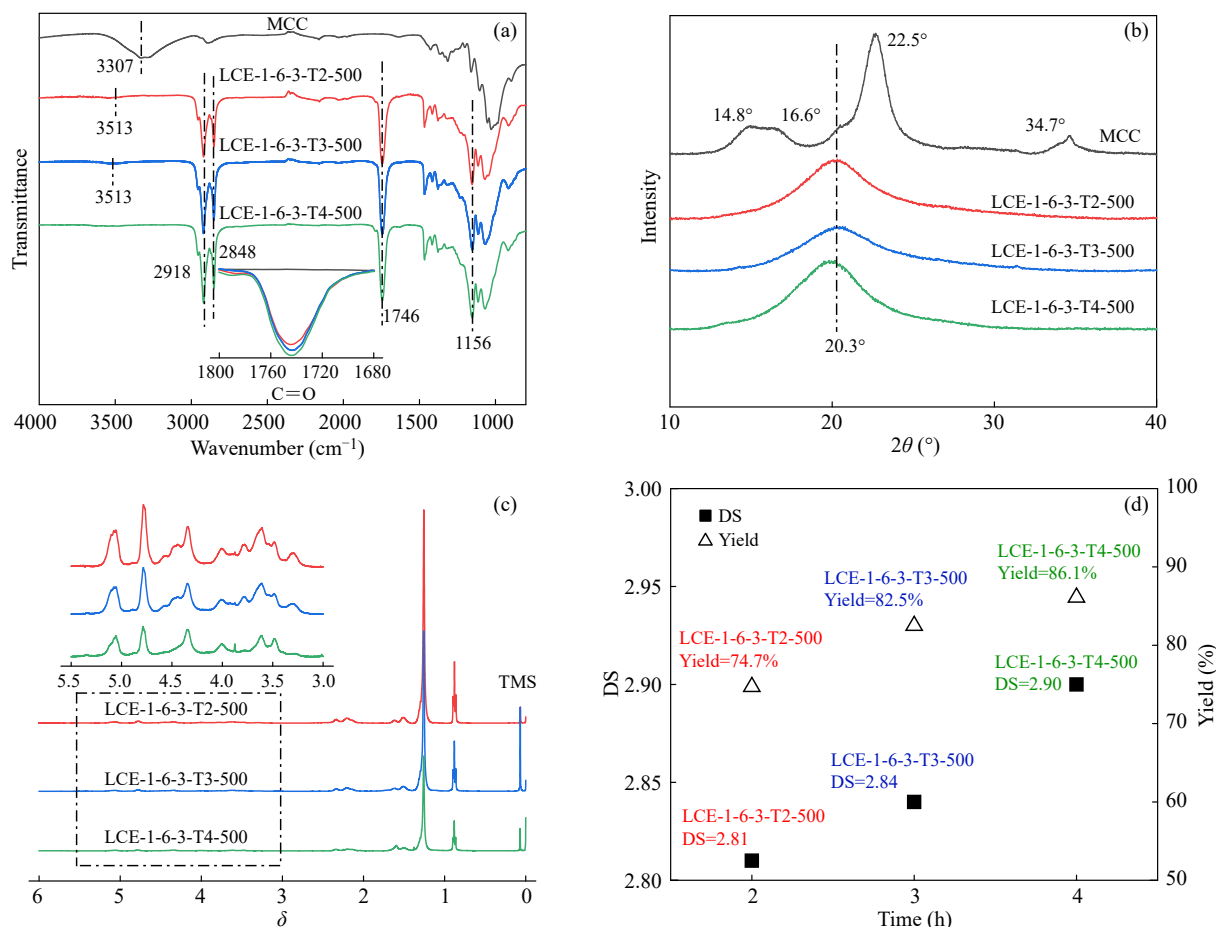 (a)
MCC
3307
LCE-1-6-3-T2-500
3513
LCE-1-6-3-T3-500
3513
LCE-1-6-3-T4-500
2848
2918
1746
1156
1800 1760 1720 1680
C=O
4000 3500 3000 2500 2000 1500 1000
Wavenumber (cm⁻¹)
Transmittance
(b)
22.5°
14.8° 16.6° 34.7°
MCC
LCE-1-6-3-T2-500
LCE-1-6-3-T3-500
LCE-1-6-3-T4-500
20.3°
10 20 30 40
2θ (°)
Intensity
(c)
5.5 5.0 4.5 4.0 3.5 3.0
TMS
LCE-1-6-3-T2-500
LCE-1-6-3-T3-500
LCE-1-6-3-T4-500
6 5 4 3 2 1 0
δ
(d)
DS
Yield
LCE-1-6-3-T4-500
Yield=86.1%
LCE-1-6-3-T3-500
Yield=82.5%
LCE-1-6-3-T2-500
Yield=74.7%
LCE-1-6-3-T4-500
DS=2.90
LCE-1-6-3-T3-500
DS=2.84
LCE-1-6-3-T2-500
DS=2.81
3.00
2.95
2.90
2.85
2.80
DS
100
90
80
70
60
50
Yield (%)
2 3 4
Time (h)